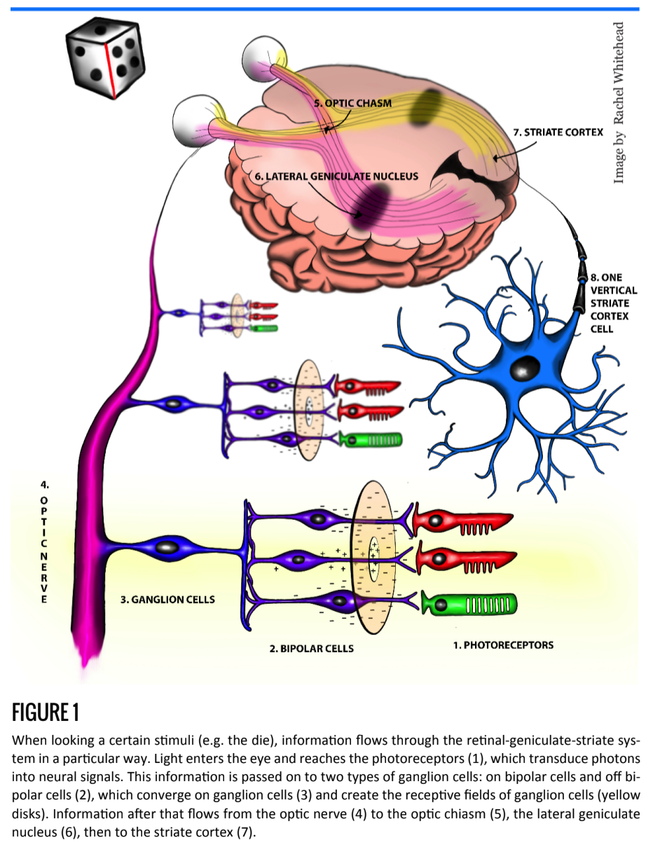 Image by Rachel Whitehead
5. OPTIC CHASM
7. STRIATE CORTEX
6. LATERAL GENICULATE NUCLEUS
8. ONE
VERTICAL
STRIATE
CORTEX
CELL
4.
O
P
T
I
C
N
E
R
V
E
3. GANGLION CELLS
2. BIPOLAR CELLS
1. PHOTORECEPTORS
FIGURE 1
When looking a certain stimuli (e.g. the die), information flows through the retinal-geniculate-striate sys-
tem in a particular way. Light enters the eye and reaches the photoreceptors (1), which transduce photons
into neural signals. This information is passed on to two types of ganglion cells: on bipolar cells and off bi-
polar cells (2), which converge on ganglion cells (3) and create the receptive fields of ganglion cells (yellow
disks). Information after that flows from the optic nerve (4) to the optic chiasm (5), the lateral geniculate
nucleus (6), then to the striate cortex (7).